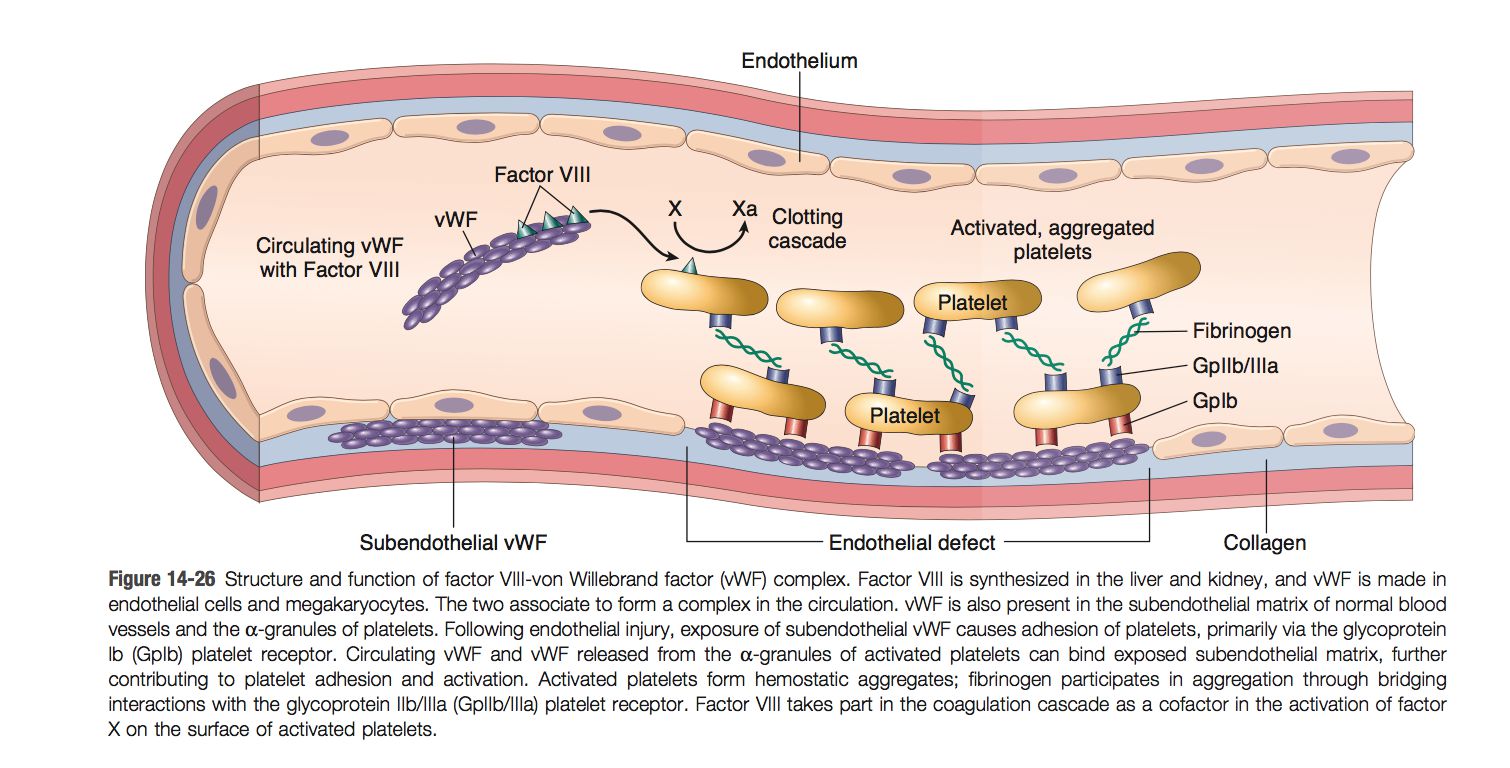 Endothelium
Factor VIII
vWF
X
Xa
Clotting
cascade
Circulating vWF
with Factor VIII
Activated, aggregated
platelets
Platelet
Fibrinogen
GpIIb/IIIa
GpIb
Platelet
Subendothelial vWF
Endothelial defect
Collagen
Figure 14-26 Structure and function of factor VIII-von Willebrand factor (vWF) complex. Factor VIII is synthesized in the liver and kidney, and vWF is made in
endothelial cells and megakaryocytes. The two associate to form a complex in the circulation. vWF is also present in the subendothelial matrix of normal blood
vessels and the α-granules of platelets. Following endothelial injury, exposure of subendothelial vWF causes adhesion of platelets, primarily via the glycoprotein
Ib (GpIb) platelet receptor. Circulating vWF and vWF released from the α-granules of activated platelets can bind exposed subendothelial matrix, further
contributing to platelet adhesion and activation. Activated platelets form hemostatic aggregates; fibrinogen participates in aggregation through bridging
interactions with the glycoprotein IIb/IIIa (GpIIb/IIIa) platelet receptor. Factor VIII takes part in the coagulation cascade as a cofactor in the activation of factor
X on the surface of activated platelets.